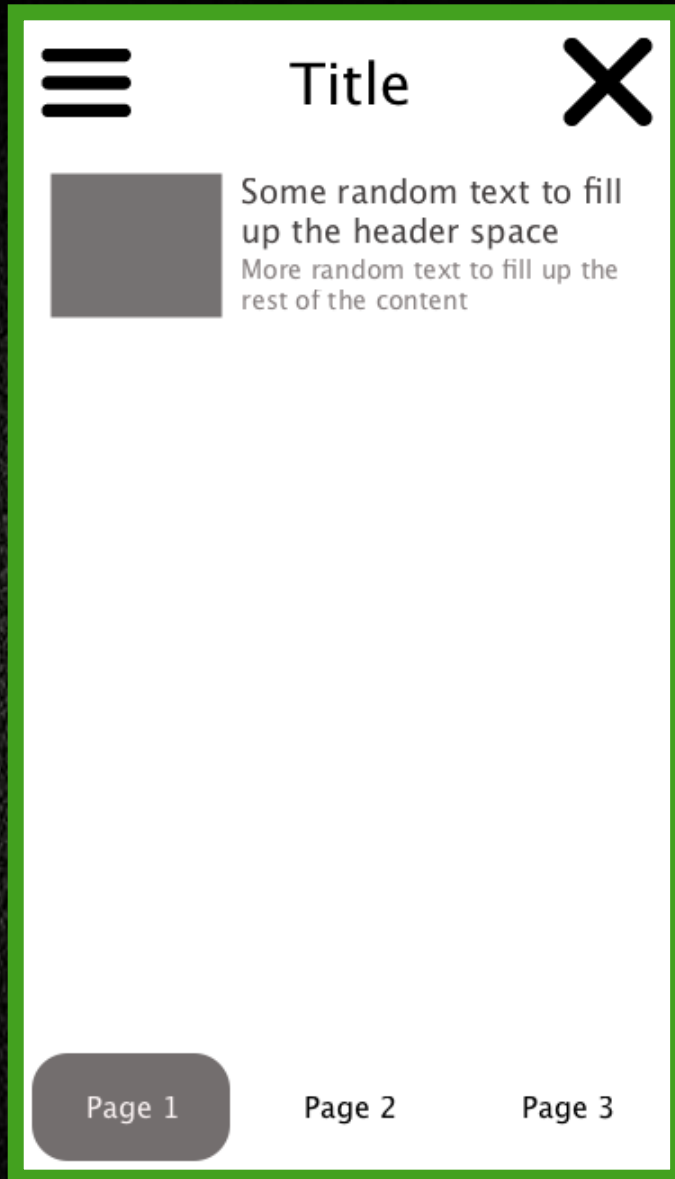 Title
Some random text to fill
up the header space
More random text to fill up the
rest of the content
Page 1 Page 2 Page 3